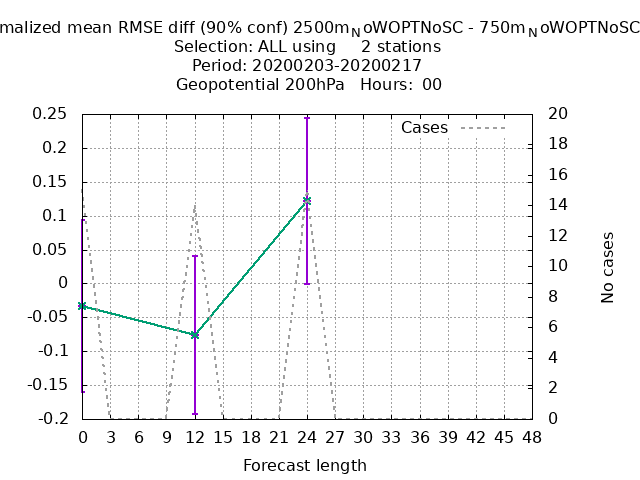 malized mean RMSE diff (90% conf) 2500mNoWOPTNoSC - 750mNoWOPTNoSC
Selection: ALL using 2 stations
Period: 20200203-20200217
Geopotential 200hPa Hours: 00
Cases
0.25
0.2
0.15
0.1
0.05
0
-0.05
-0.1
-0.15
-0.2
20
18
16
14
12
10
8
6
4
2
0
No cases
0 3 6 9 12 15 18 21 24 27 30 33 36 39 42 45 48
Forecast length